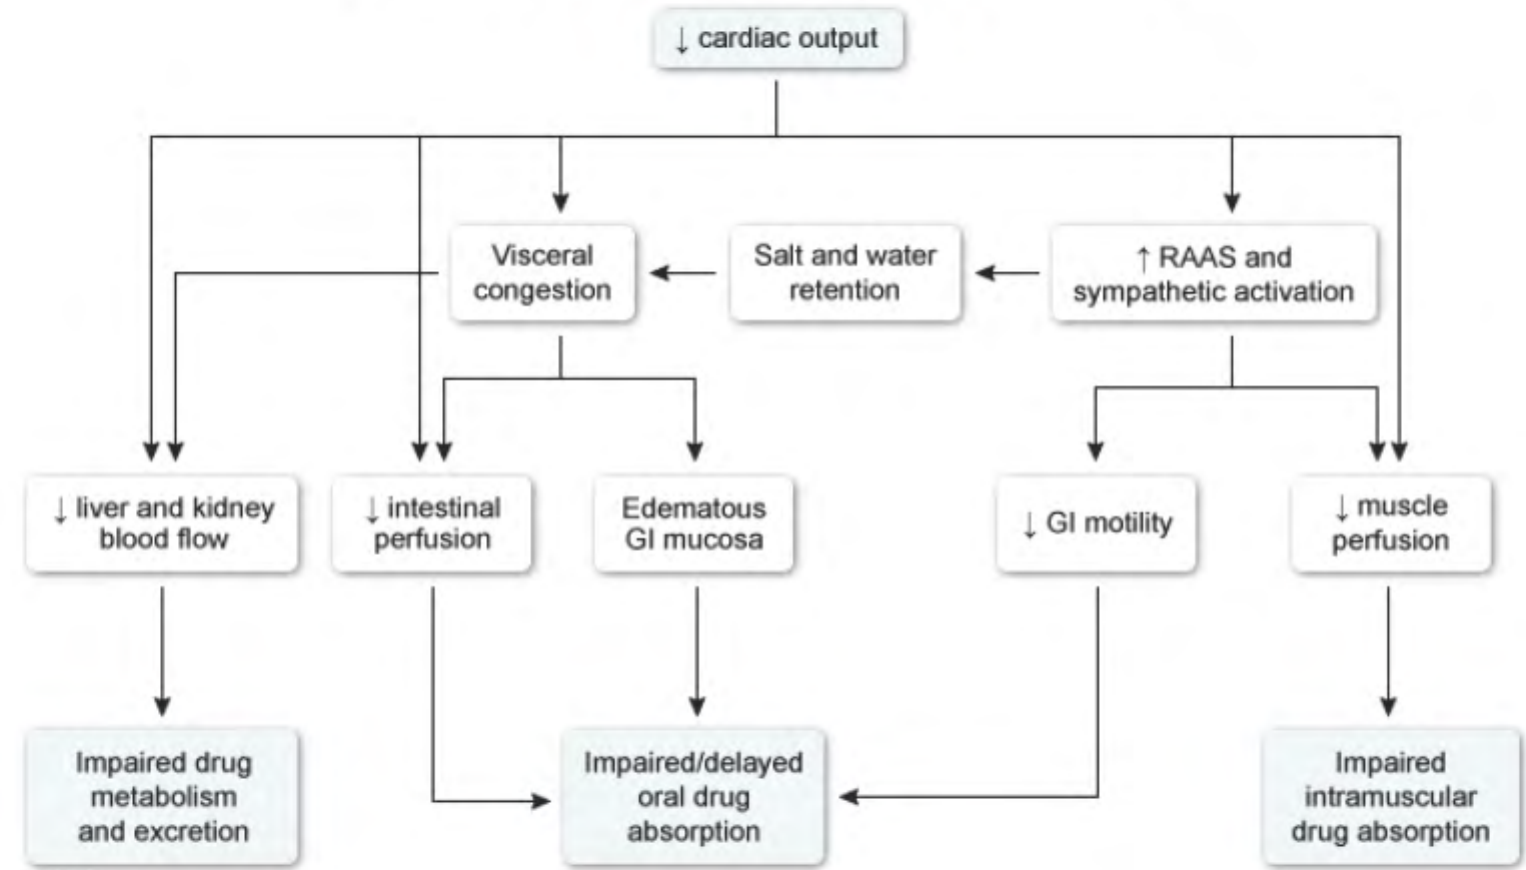 ↓ cardiac output
Visceral
congestion
Salt and water
retention
↑ RAAS and
sympathetic activation
↓ liver and kidney
blood flow
↓ intestinal
perfusion
Edematous
GI mucosa
↓ GI motility
↓ muscle
perfusion
Impaired drug
metabolism
and excretion
Impaired/delayed
oral drug
absorption
Impaired
intramuscular
drug absorption